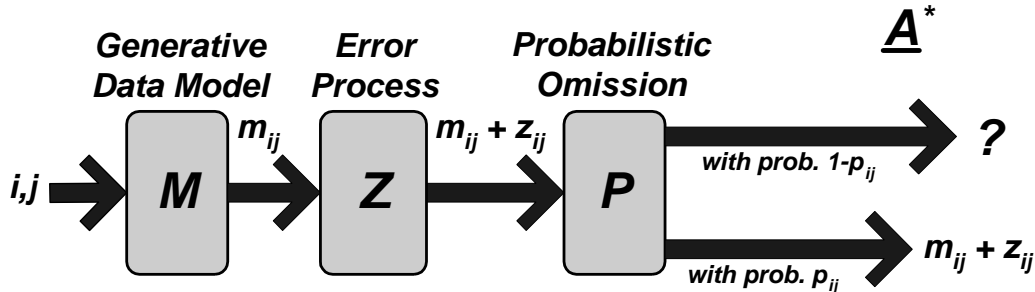 A*
Generative
Data Model
Error
Process
Probabilistic
Omission
i,j
M
m_ij
Z
m_ij + z_ij
P
with prob. 1-p_ij
?
with prob. p_ij
m_ij + z_ij